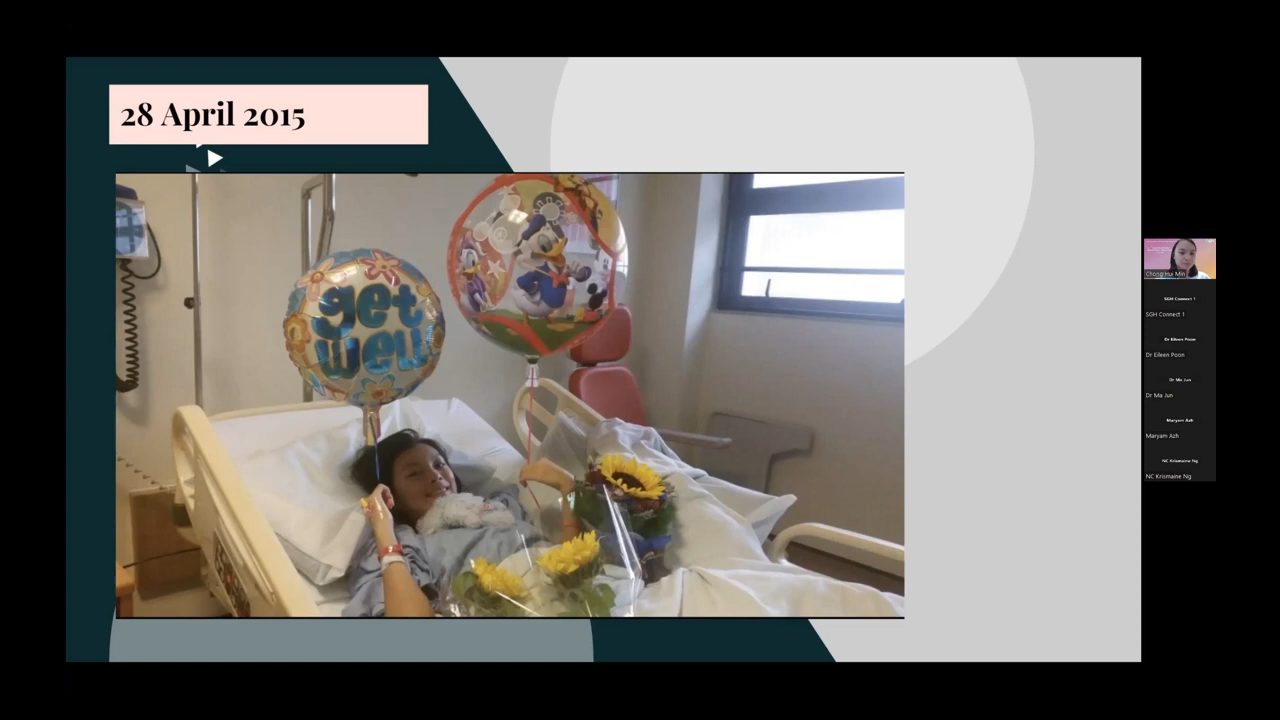 28 April 2015
get
well
Chong Hui Min
SGH Connect 1
SGH Connect 1
Dr Eileen Poon
Dr Eileen Poon
Dr Ma Jun
Dr Ma Jun
Maryam Azh
Maryam Azh
NC Krismaine Ng
NC Krismaine Ng